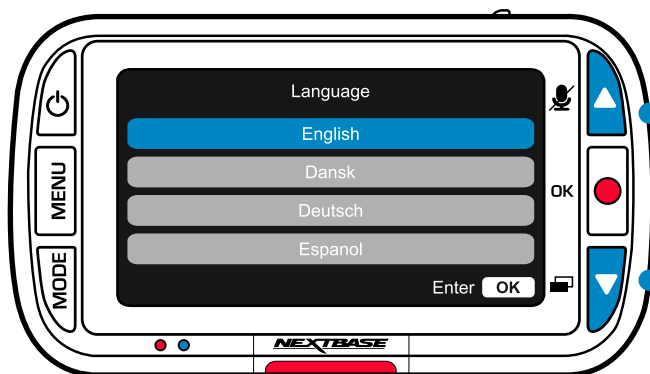 Language
English
Dansk
Deutsch
Espanol
Enter OK
MENU
MODE
OK
NEXTBASE